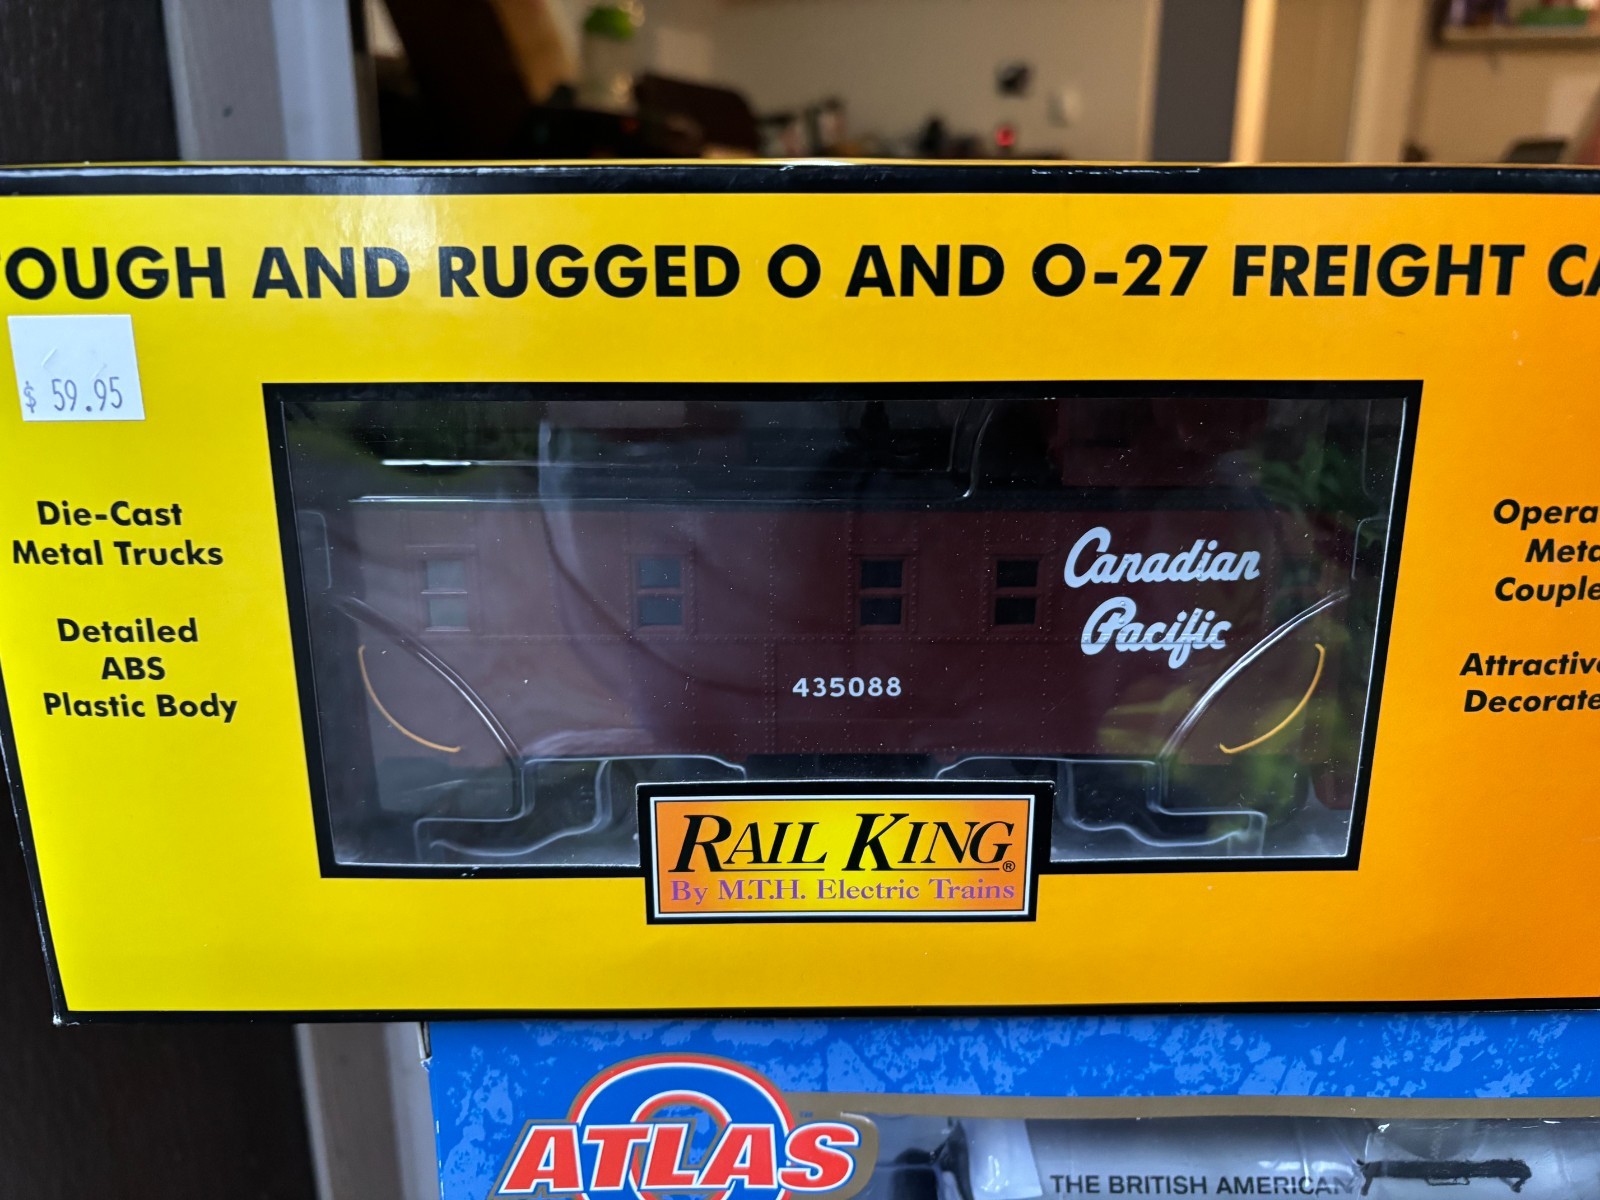 OUGH AND RUGGED O AND O-27 FREIGHT CA
$ 59.95
Die-Cast
Metal Trucks
Detailed
ABS
Plastic Body
Canadian
Pacific
435088
Opera
Meta
Couple
Attractive
Decorate
RAIL KING®
By M.T.H. Electric Trains
ATLAS™
THE BRITISH AMERICAN